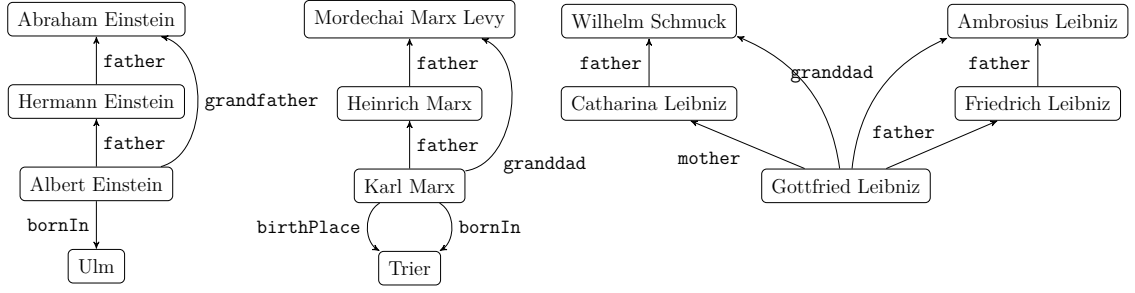 Abraham Einstein
father
Hermann Einstein
grandfather
father
Albert Einstein
bornIn
Ulm
Mordechai Marx Levy
father
Heinrich Marx
father
granddad
Karl Marx
birthPlace
bornIn
Trier
Wilhelm Schmuck
Ambrosius Leibniz
father
granddad
father
Catharina Leibniz
Friedrich Leibniz
mother
father
Gottfried Leibniz